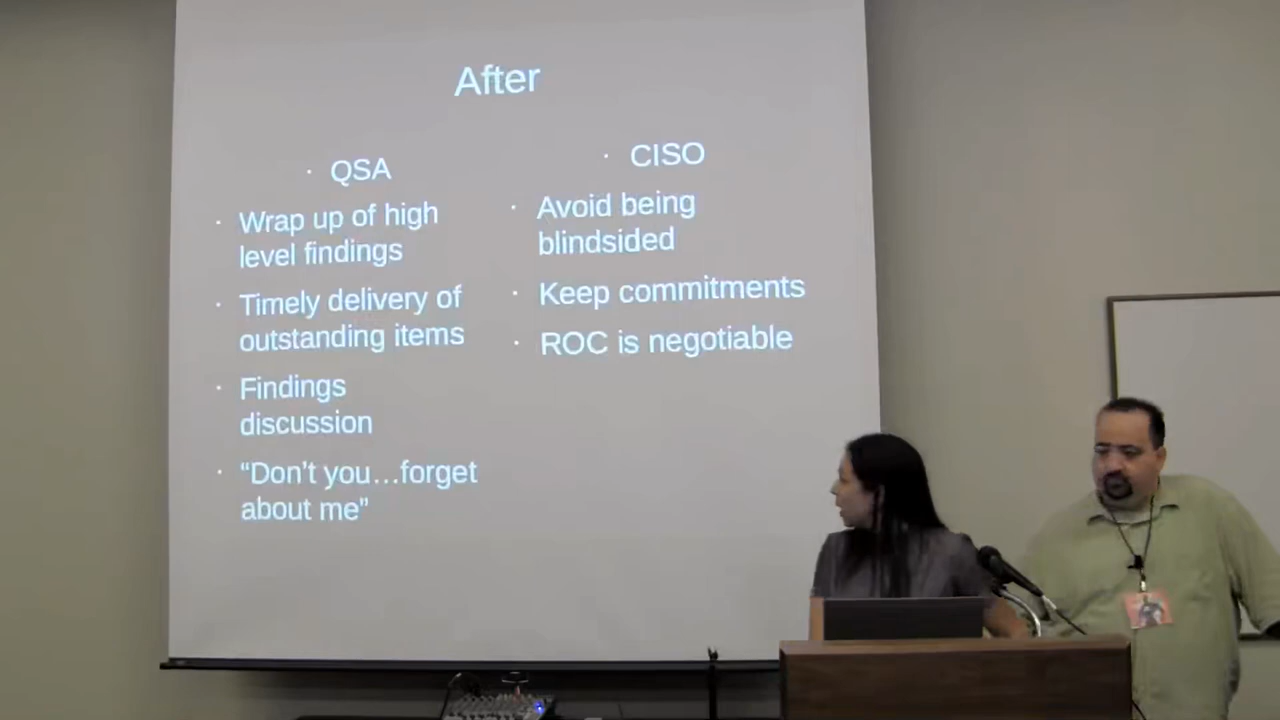 After
· QSA
· Wrap up of high
level findings
· Timely delivery of
outstanding items
· Findings
discussion
· “Don’t you…forget
about me”
· CISO
· Avoid being
blindsided
· Keep commitments
· ROC is negotiable